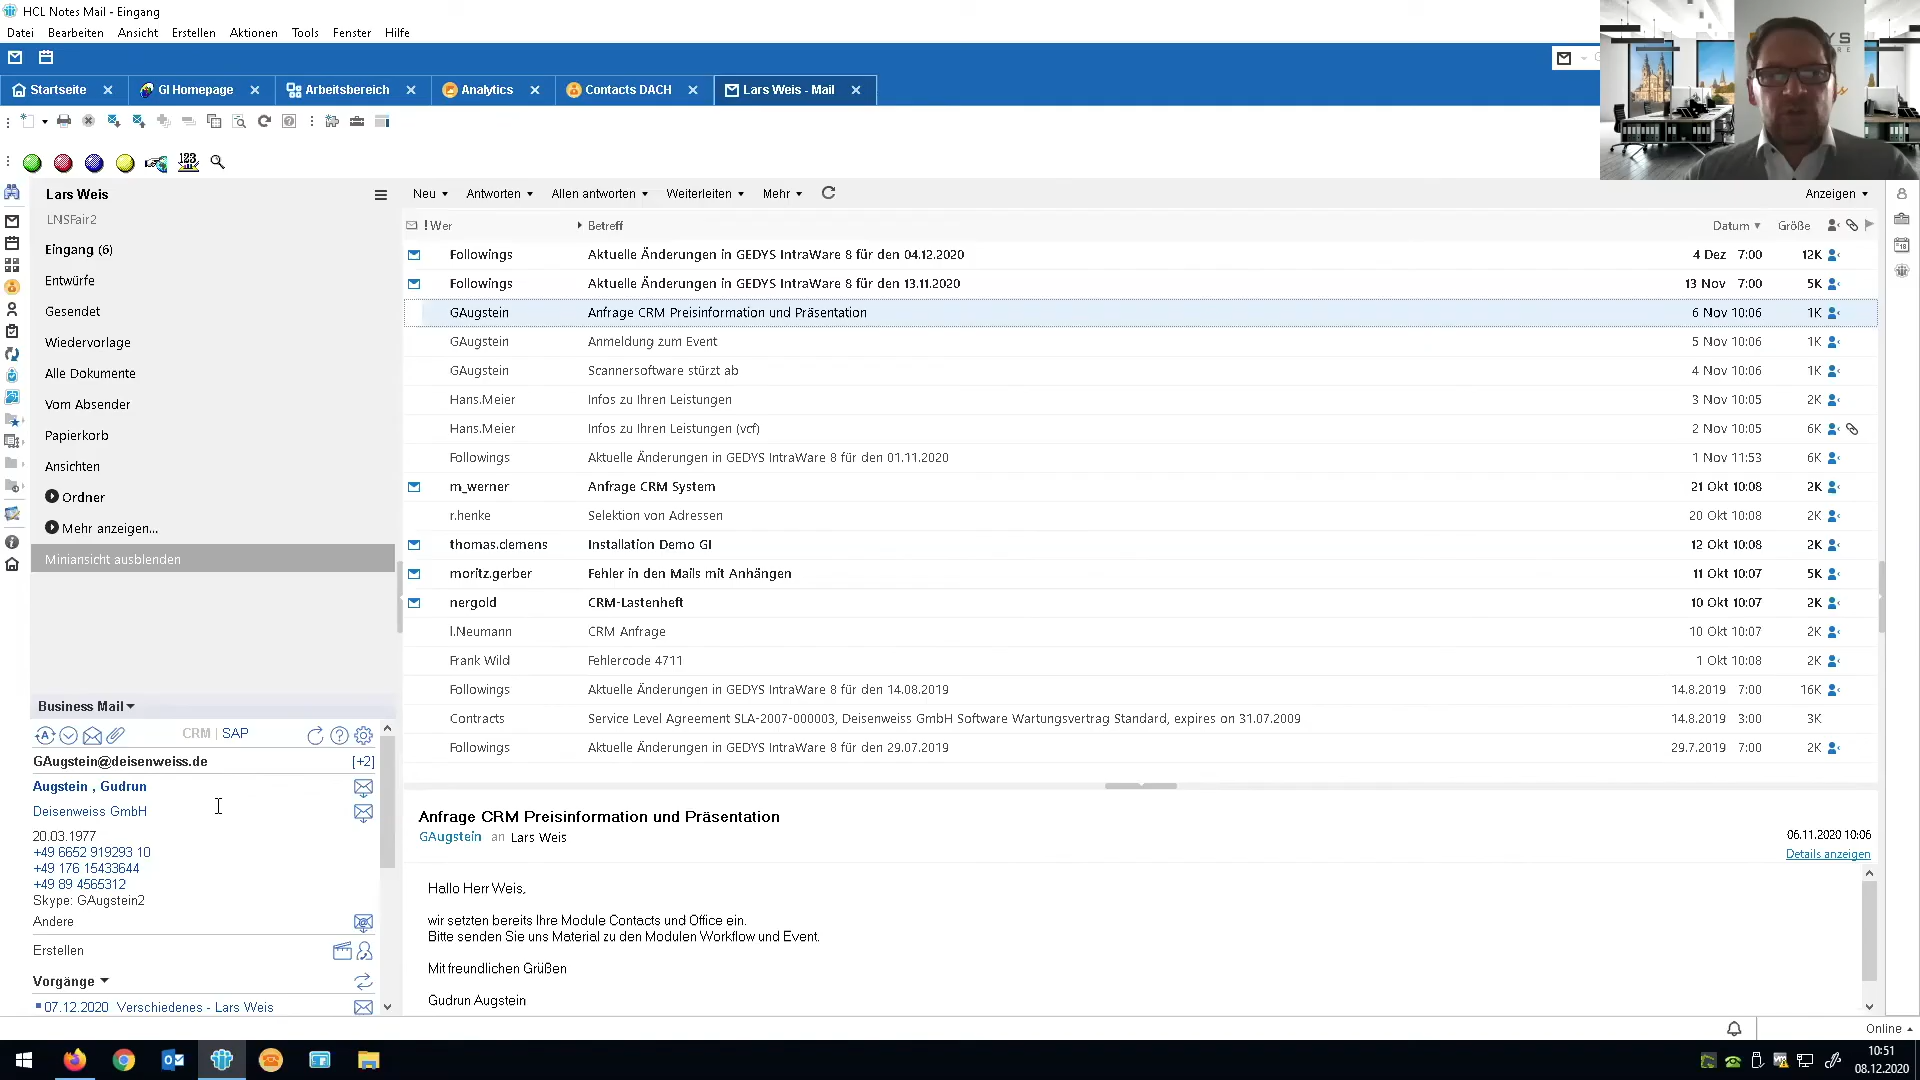 HCL Notes Mail - Eingang
Datei Bearbeiten Ansicht Erstellen Aktionen Tools Fenster Hilfe
Startseite GI Homepage Arbeitsbereich Analytics Contacts DACH Lars Weis - Mail
123
Lars Weis
LNSFair2
Eingang (6)
Entwürfe
Gesendet
Wiedervorlage
Alle Dokumente
Vom Absender
Papierkorb
Ansichten
Ordner
Mehr anzeigen...
Miniansicht ausblenden
Neu Antworten Allen antworten Weiterleiten Mehr Anzeigen
! Wer Betreff Datum Größe
Followings Aktuelle Änderungen in GEDYS IntraWare 8 für den 04.12.2020 4 Dez 7:00 12K
Followings Aktuelle Änderungen in GEDYS IntraWare 8 für den 13.11.2020 13 Nov 7:00 5K
GAugstein Anfrage CRM Preisinformation und Präsentation 6 Nov 10:06 1K
GAugstein Anmeldung zum Event 5 Nov 10:06 1K
GAugstein Scannersoftware stürzt ab 4 Nov 10:06 1K
Hans.Meier Infos zu Ihren Leistungen 3 Nov 10:05 2K
Hans.Meier Infos zu Ihren Leistungen (vcf) 2 Nov 10:05 6K
Followings Aktuelle Änderungen in GEDYS IntraWare 8 für den 01.11.2020 1 Nov 11:53 6K
m_werner Anfrage CRM System 21 Okt 10:08 2K
r.henke Selektion von Adressen 20 Okt 10:08 2K
thomas.clemens Installation Demo GI 12 Okt 10:08 2K
moritz.gerber Fehler in den Mails mit Anhängen 11 Okt 10:07 5K
nergold CRM-Lastenheft 10 Okt 10:07 2K
l.Neumann CRM Anfrage 10 Okt 10:07 2K
Frank Wild Fehlercode 4711 1 Okt 10:08 2K
Followings Aktuelle Änderungen in GEDYS IntraWare 8 für den 14.08.2019 14.8.2019 7:00 16K
Contracts Service Level Agreement SLA-2007-000003, Deisenweiss GmbH Software Wartungsvertrag Standard, expires on 31.07.2009 14.8.2019 3:00 3K
Followings Aktuelle Änderungen in GEDYS IntraWare 8 für den 29.07.2019 29.7.2019 7:00 2K
Business Mail
CRM | SAP
GAugstein@deisenweiss.de [+2]
Augstein , Gudrun
Deisenweiss GmbH
20.03.1977
+49 6652 919293 10
+49 176 15433644
+49 89 4565312
Skype: GAugstein2
Andere
Erstellen
Vorgänge
07.12.2020 Verschiedenes - Lars Weis
Anfrage CRM Preisinformation und Präsentation
GAugstein an Lars Weis
06.11.2020 10:06
Details anzeigen
Hallo Herr Weis,
wir setzten bereits Ihre Module Contacts und Office ein.
Bitte senden Sie uns Material zu den Modulen Workflow und Event.
Mit freundlichen Grüßen
Gudrun Augstein
Online
10:51
08.12.2020